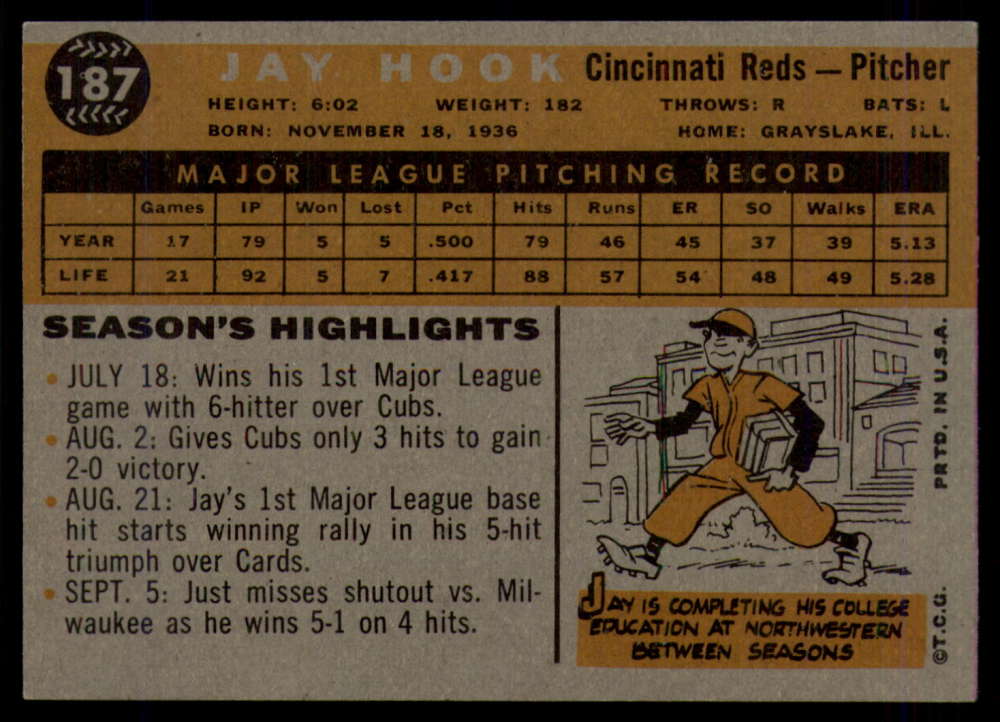 187
JAY HOOK Cincinnati Reds — Pitcher
HEIGHT: 6:02 WEIGHT: 182 THROWS: R BATS: L
BORN: NOVEMBER 18, 1936 HOME: GRAYSLAKE, ILL.
MAJOR LEAGUE PITCHING RECORD
Games IP Won Lost Pct Hits Runs ER SO Walks ERA
YEAR 17 79 5 5 .500 79 46 45 37 39 5.13
LIFE 21 92 5 7 .417 88 57 54 48 49 5.28
SEASON'S HIGHLIGHTS
• JULY 18: Wins his 1st Major League
game with 6-hitter over Cubs.
• AUG. 2: Gives Cubs only 3 hits to gain
2-0 victory.
• AUG. 21: Jay's 1st Major League base
hit starts winning rally in his 5-hit
triumph over Cards.
• SEPT. 5: Just misses shutout vs. Mil-
waukee as he wins 5-1 on 4 hits.
JAY IS COMPLETING HIS COLLEGE
EDUCATION AT NORTHWESTERN
BETWEEN SEASONS
©T.C.G. PRTD. IN U.S.A.